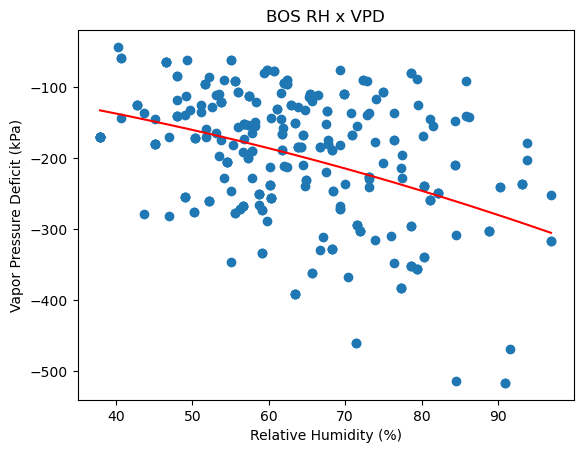 BOS RH x VPD
Vapor Pressure Deficit (kPa)
−100
−200
−300
−400
−500
40 50 60 70 80 90
Relative Humidity (%)